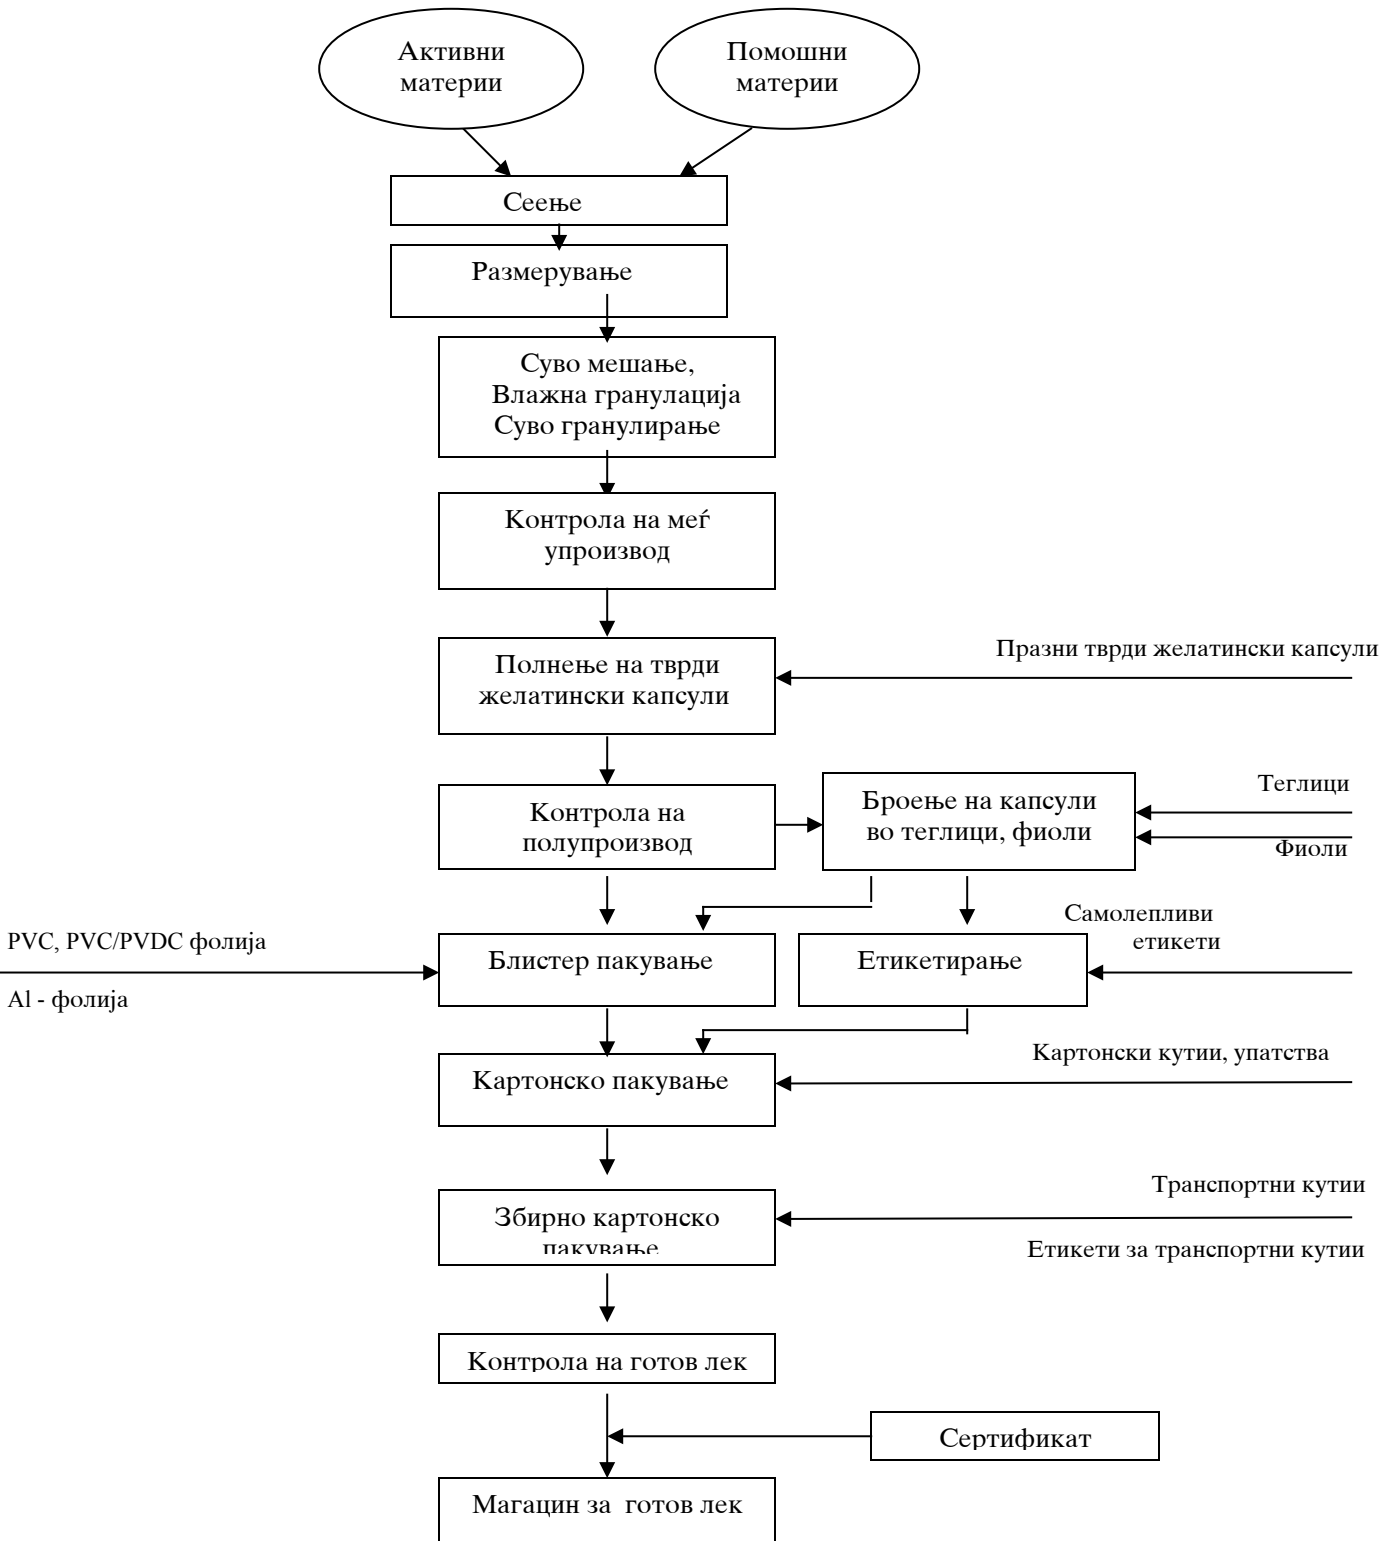 Активни
материи
Помошни
материи
Сеење
Размерување
Суво мешање,
Влажна гранулација
Суво гранулирање
Контрола на меѓ
упроизвод
Полнење на тврди
желатински капсули
Празни тврди желатински капсули
Контрола на
полупроизвод
Броење на капсули
во теглици, фиоли
Теглици
Фиоли
PVC, PVC/PVDC фолија
Al - фолија
Блистер пакување
Етикетирање
Самолепливи
етикети
Картонско пакување
Картонски кутии, упатства
Збирно картонско
пакување
Транспортни кутии
Етикети за транспортни кутии
Контрола на готов лек
Сертификат
Магацин за готов лек